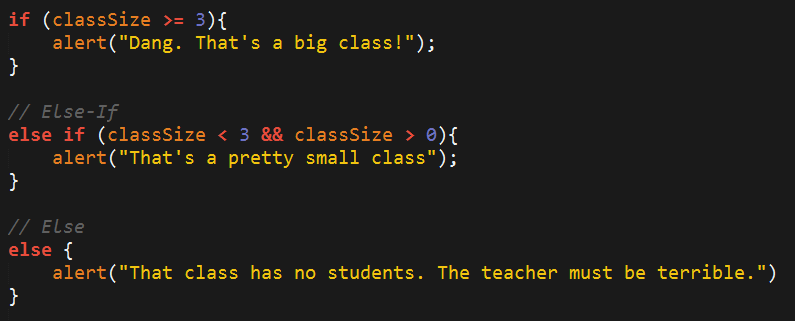 if (classSize >= 3){
    alert("Dang. That's a big class!");
}
// Else-If
else if (classSize < 3 && classSize > 0){
    alert("That's a pretty small class");
}
// Else
else {
    alert("That class has no students. The teacher must be terrible.")
}